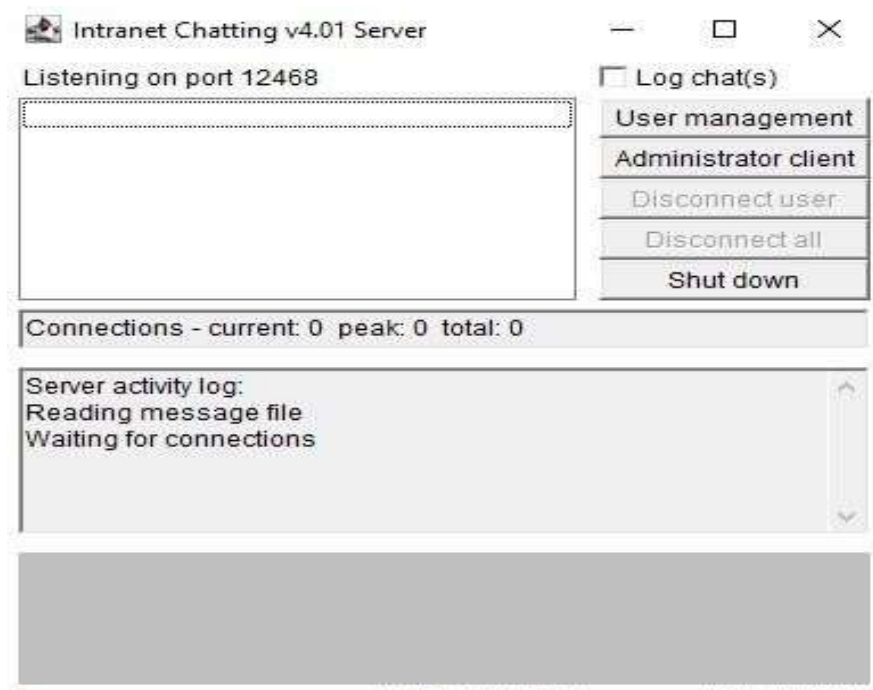 Intranet Chatting v4.01 Server
Listening on port 12468
Log chat(s)
User management
Administrator client
Disconnect user
Disconnect all
Shut down
Connections - current: 0 peak: 0 total: 0
Server activity log:
Reading message file
Waiting for connections